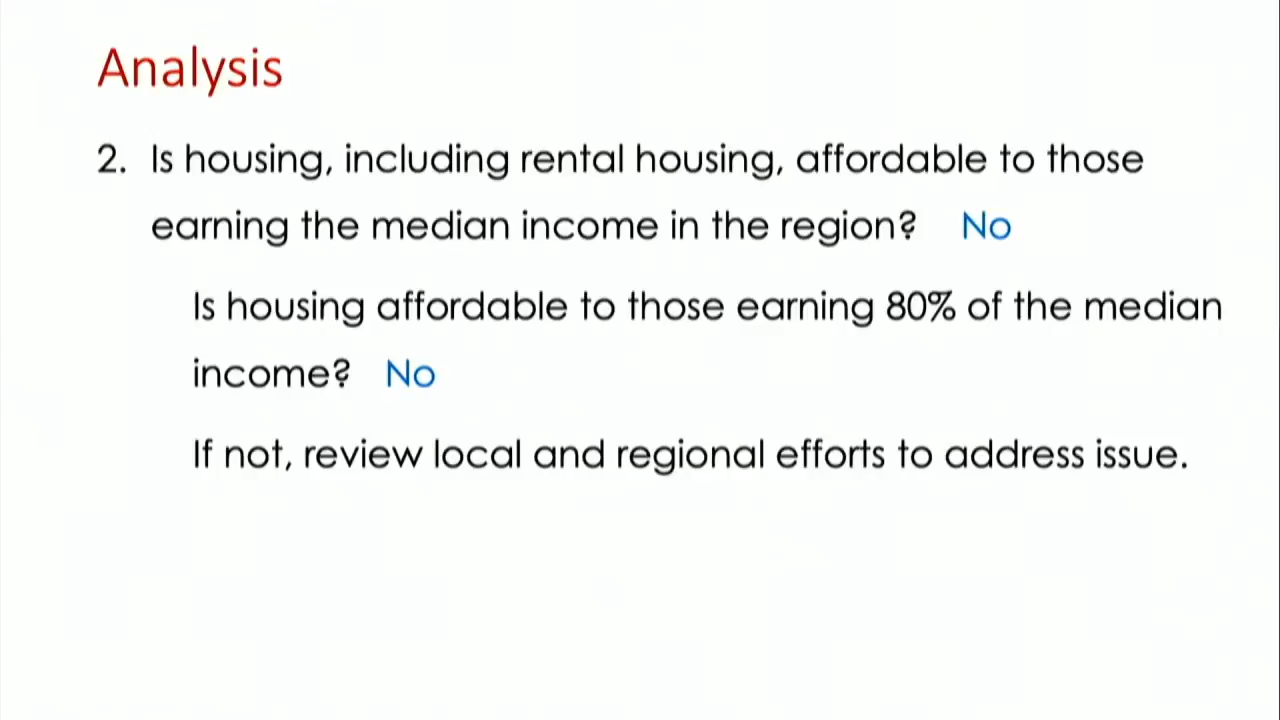 Analysis
2. Is housing, including rental housing, affordable to those
earning the median income in the region? No
Is housing affordable to those earning 80% of the median
income? No
If not, review local and regional efforts to address issue.